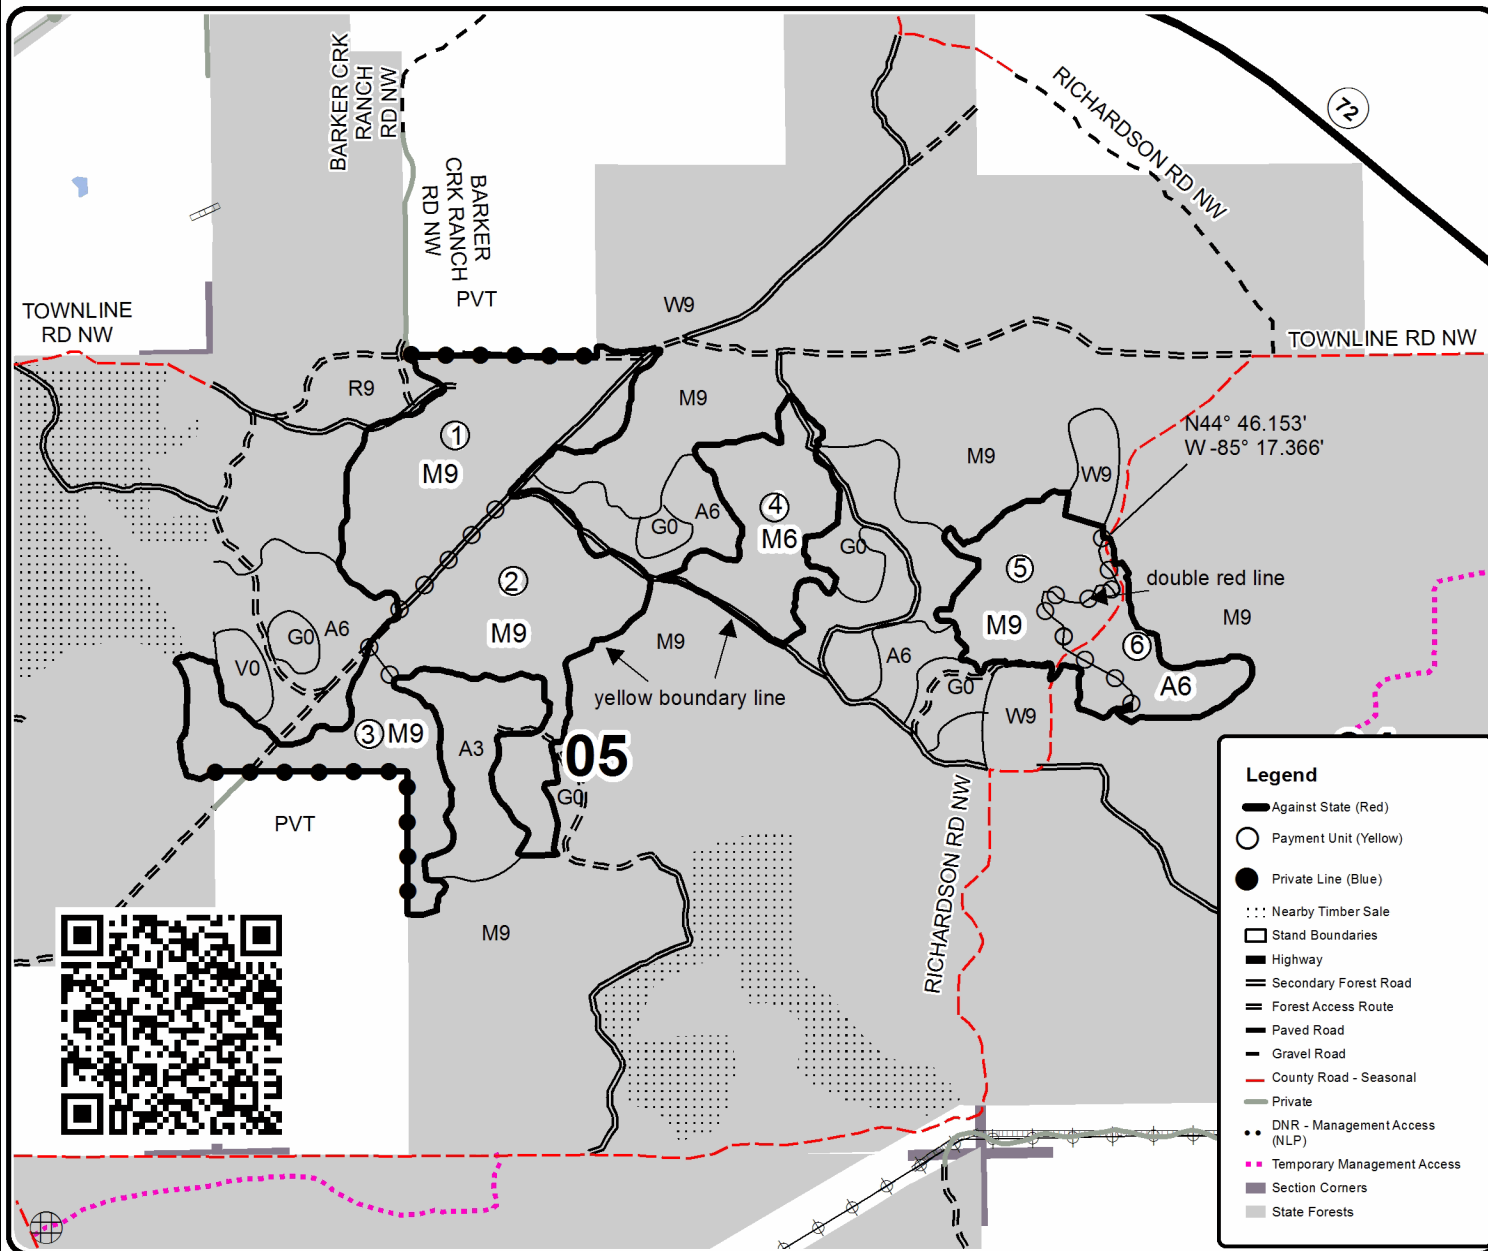 BARKER CRK
RANCH
RD NW
BARKER
CRK RANCH
RD NW
PVT
72
RICHARDSON RD NW
W9
TOWNLINE
RD NW
TOWNLINE RD NW
R9
M9
1
M9
N44° 46.153'
W -85° 17.366'
M9
W9
A6
4
G0
M6
G0
5
2
double red line
M9
M9
M9
6
G0
A6
M9
V0
A6
A6
G0
yellow boundary line
W9
3
M9
A3
05
G0
PVT
RICHARDSON RD NW
M9
Legend
Against State (Red)
Payment Unit (Yellow)
Private Line (Blue)
Nearby Timber Sale
Stand Boundaries
Highway
Secondary Forest Road
Forest Access Route
Paved Road
Gravel Road
County Road - Seasonal
Private
DNR - Management Access
(NLP)
Temporary Management Access
Section Corners
State Forests